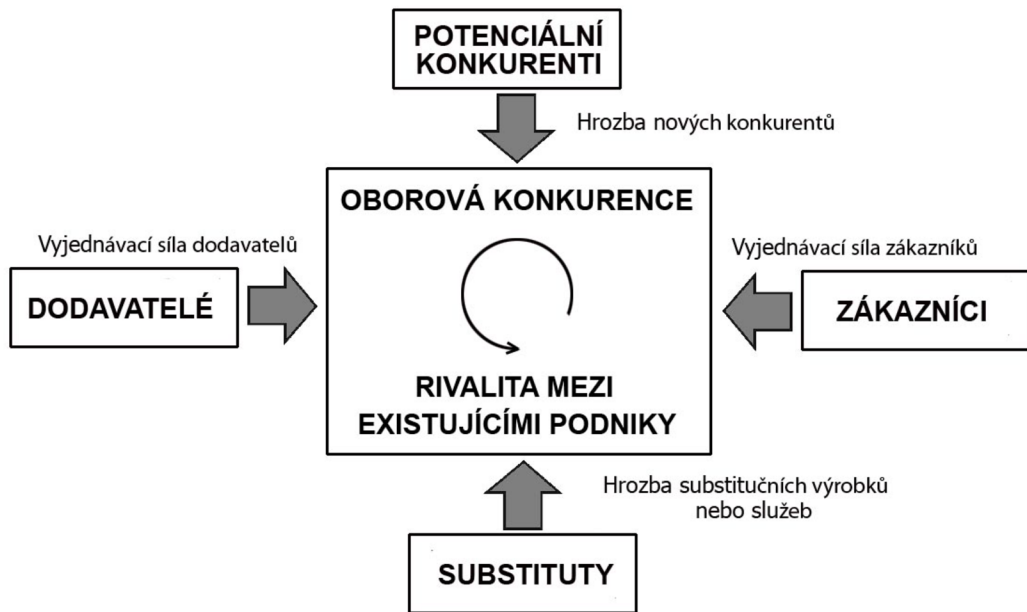 POTENCIÁLNÍ
KONKURENTI
Hrozba nových konkurentů
OBOROVÁ KONKURENCE
Vyjednávací síla dodavatelů
DODAVATELÉ
Vyjednávací síla zákazníků
ZÁKAZNÍCI
RIVALITA MEZI
EXISTUJÍCÍMI PODNIKY
Hrozba substitučních výrobků
nebo služeb
SUBSTITUTY